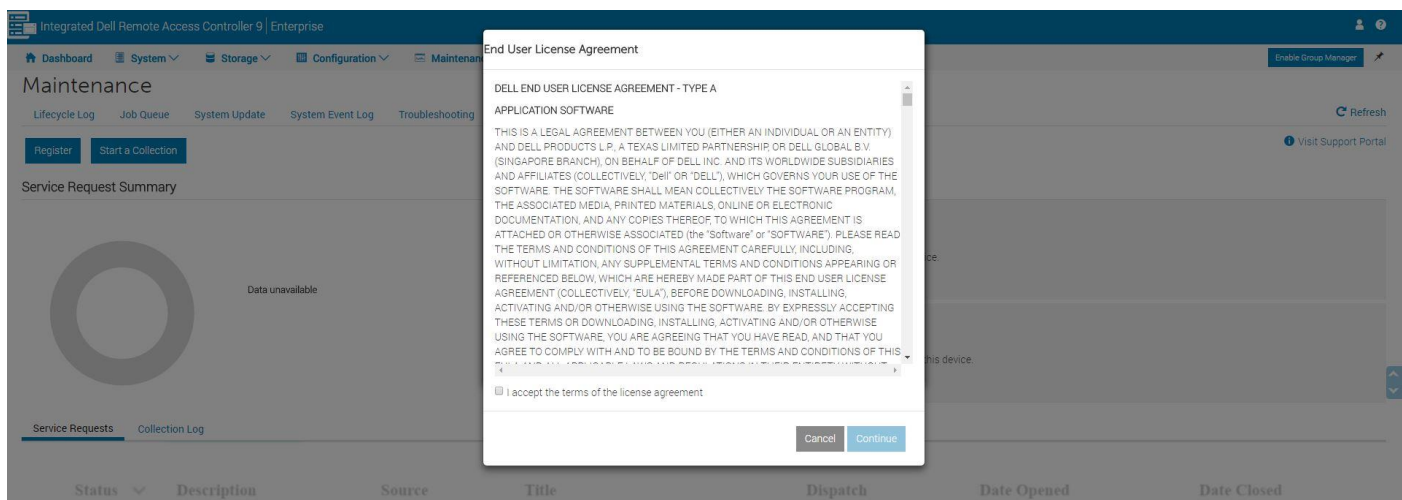 Integrated Dell Remote Access Controller 9 | Enterprise
Dashboard System Storage Configuration Maintenan
Enable Group Manager
Maintenance
Lifecycle Log Job Queue System Update System Event Log Troubleshooting
Refresh
Register Start a Collection
Visit Support Portal
Service Request Summary
Data unavailable
ice.
his device.
Service Requests Collection Log
Status Description Source Title Dispatch Date Opened Date Closed
End User License Agreement
DELL END USER LICENSE AGREEMENT - TYPE A
APPLICATION SOFTWARE
THIS IS A LEGAL AGREEMENT BETWEEN YOU (EITHER AN INDIVIDUAL OR AN ENTITY)
AND DELL PRODUCTS L.P., A TEXAS LIMITED PARTNERSHIP, OR DELL GLOBAL B.V.
(SINGAPORE BRANCH), ON BEHALF OF DELL INC. AND ITS WORLDWIDE SUBSIDIARIES
AND AFFILIATES (COLLECTIVELY, "Dell" OR "DELL"), WHICH GOVERNS YOUR USE OF THE
SOFTWARE. THE SOFTWARE SHALL MEAN COLLECTIVELY THE SOFTWARE PROGRAM,
THE ASSOCIATED MEDIA, PRINTED MATERIALS, ONLINE OR ELECTRONIC
DOCUMENTATION, AND ANY COPIES THEREOF, TO WHICH THIS AGREEMENT IS
ATTACHED OR OTHERWISE ASSOCIATED (the "Software" or "SOFTWARE"). PLEASE READ
THE TERMS AND CONDITIONS OF THIS AGREEMENT CAREFULLY, INCLUDING,
WITHOUT LIMITATION, ANY SUPPLEMENTAL TERMS AND CONDITIONS APPEARING OR
REFERENCED BELOW, WHICH ARE HEREBY MADE PART OF THIS END USER LICENSE
AGREEMENT (COLLECTIVELY, "EULA"), BEFORE DOWNLOADING, INSTALLING,
ACTIVATING AND/OR OTHERWISE USING THE SOFTWARE. BY EXPRESSLY ACCEPTING
THESE TERMS OR DOWNLOADING, INSTALLING, ACTIVATING AND/OR OTHERWISE
USING THE SOFTWARE, YOU ARE AGREEING THAT YOU HAVE READ, AND THAT YOU
AGREE TO COMPLY WITH AND TO BE BOUND BY THE TERMS AND CONDITIONS OF THIS
I accept the terms of the license agreement
Cancel Continue